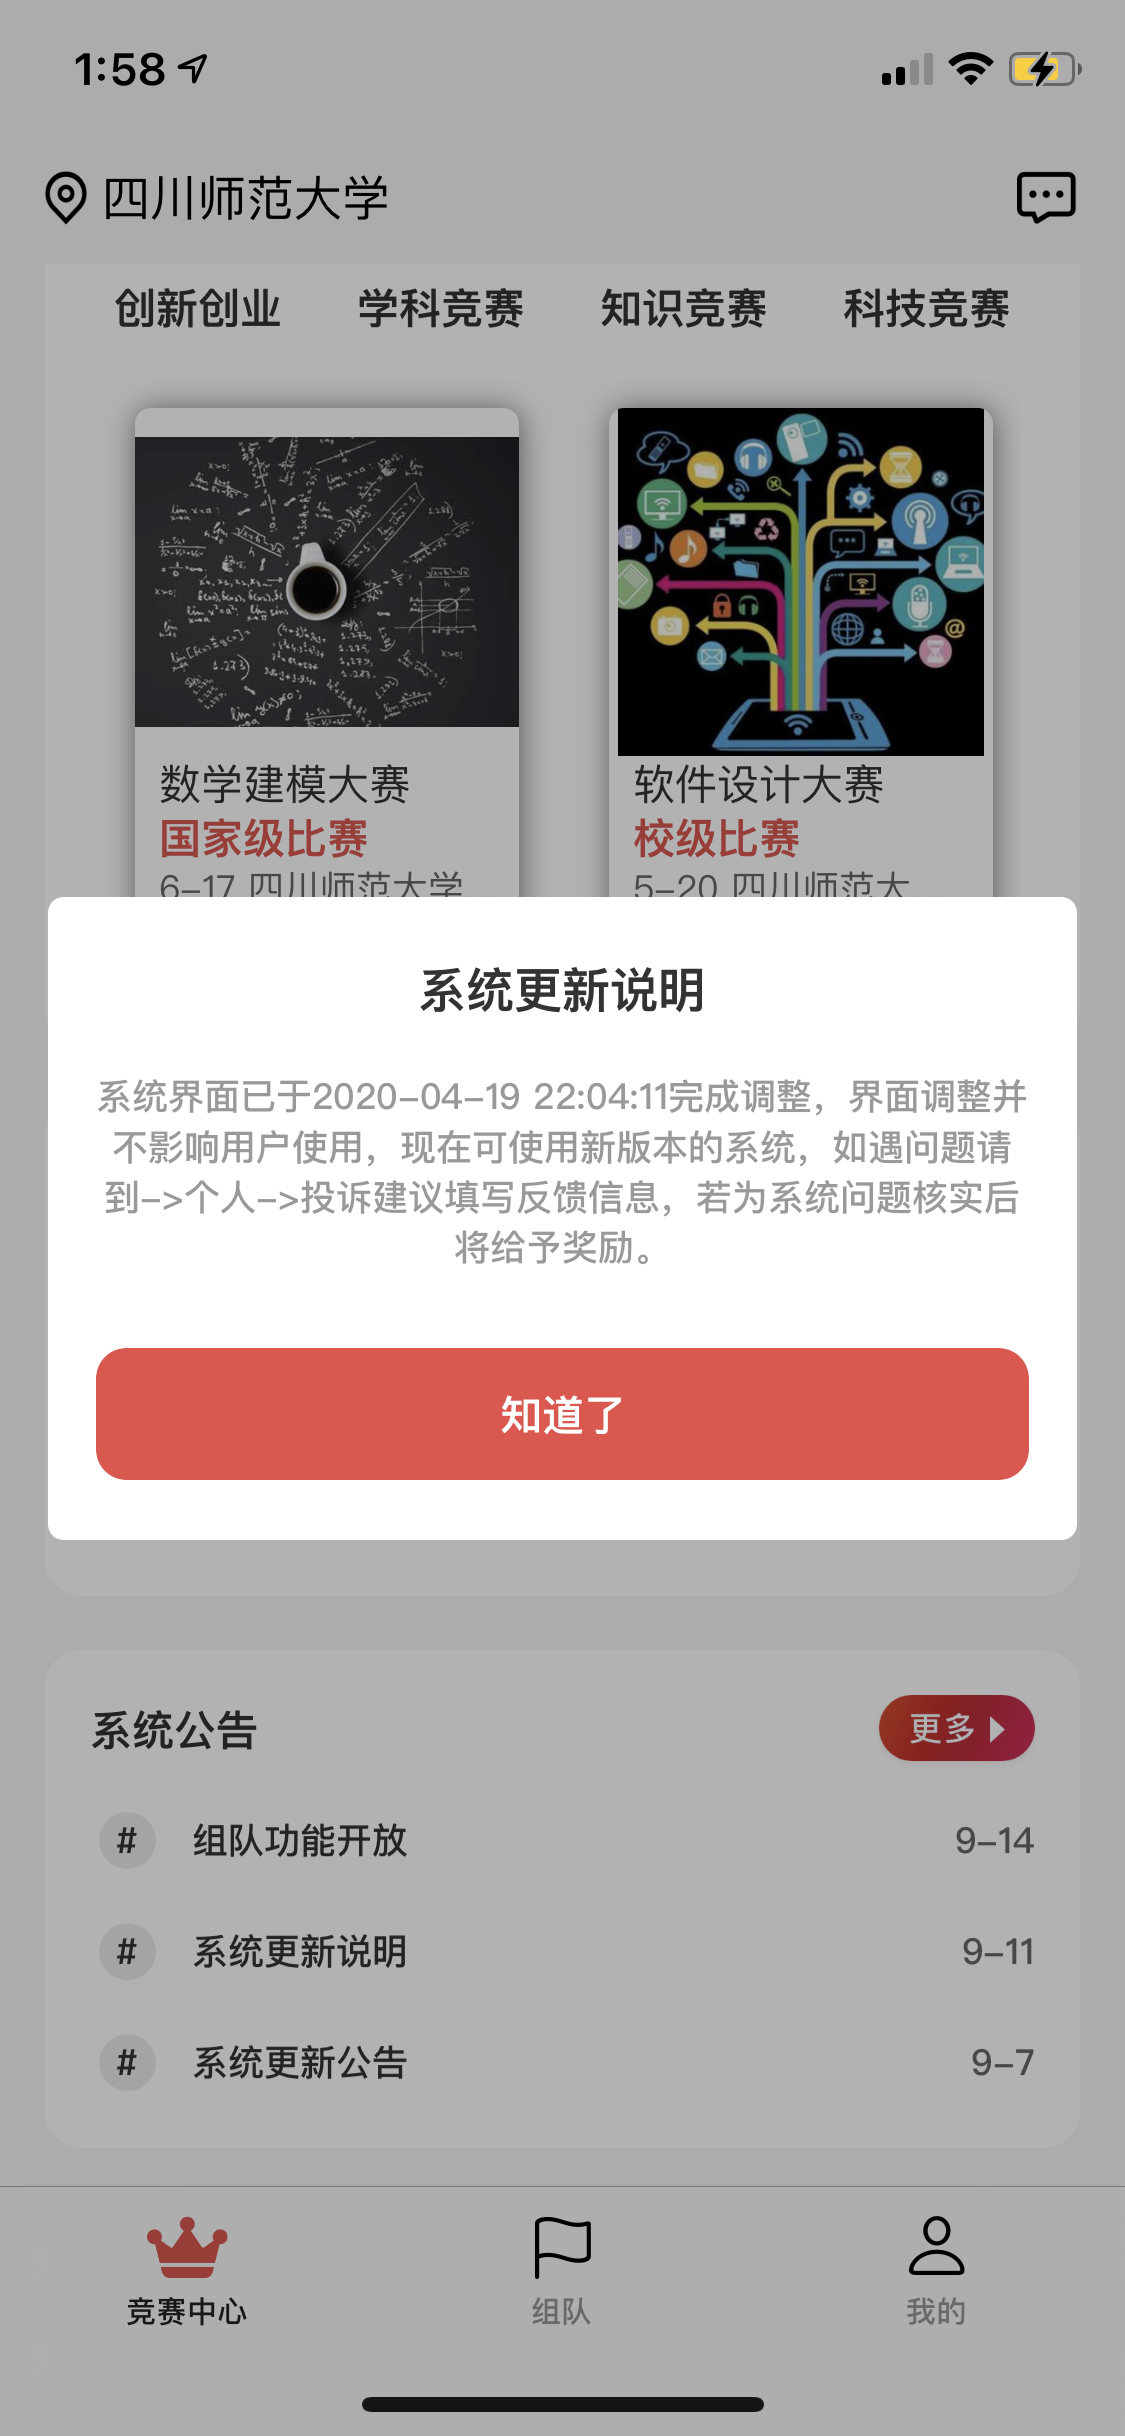 1:58
四川师范大学
创新创业 学科竞赛 知识竞赛 科技竞赛
数学建模大赛
国家级比赛
6-17 四川师范大学
软件设计大赛
校级比赛
5-20 四川师范大...
系统更新说明
系统界面已于2020-04-19 22:04:11完成调整，界面调整并
不影响用户使用，现在可使用新版本的系统，如遇问题请
到->个人->投诉建议填写反馈信息，若为系统问题核实后
将给予奖励。
知道了
系统公告
更多
# 组队功能开放 9-14
# 系统更新说明 9-11
# 系统更新公告 9-7
竞赛中心 组队 我的